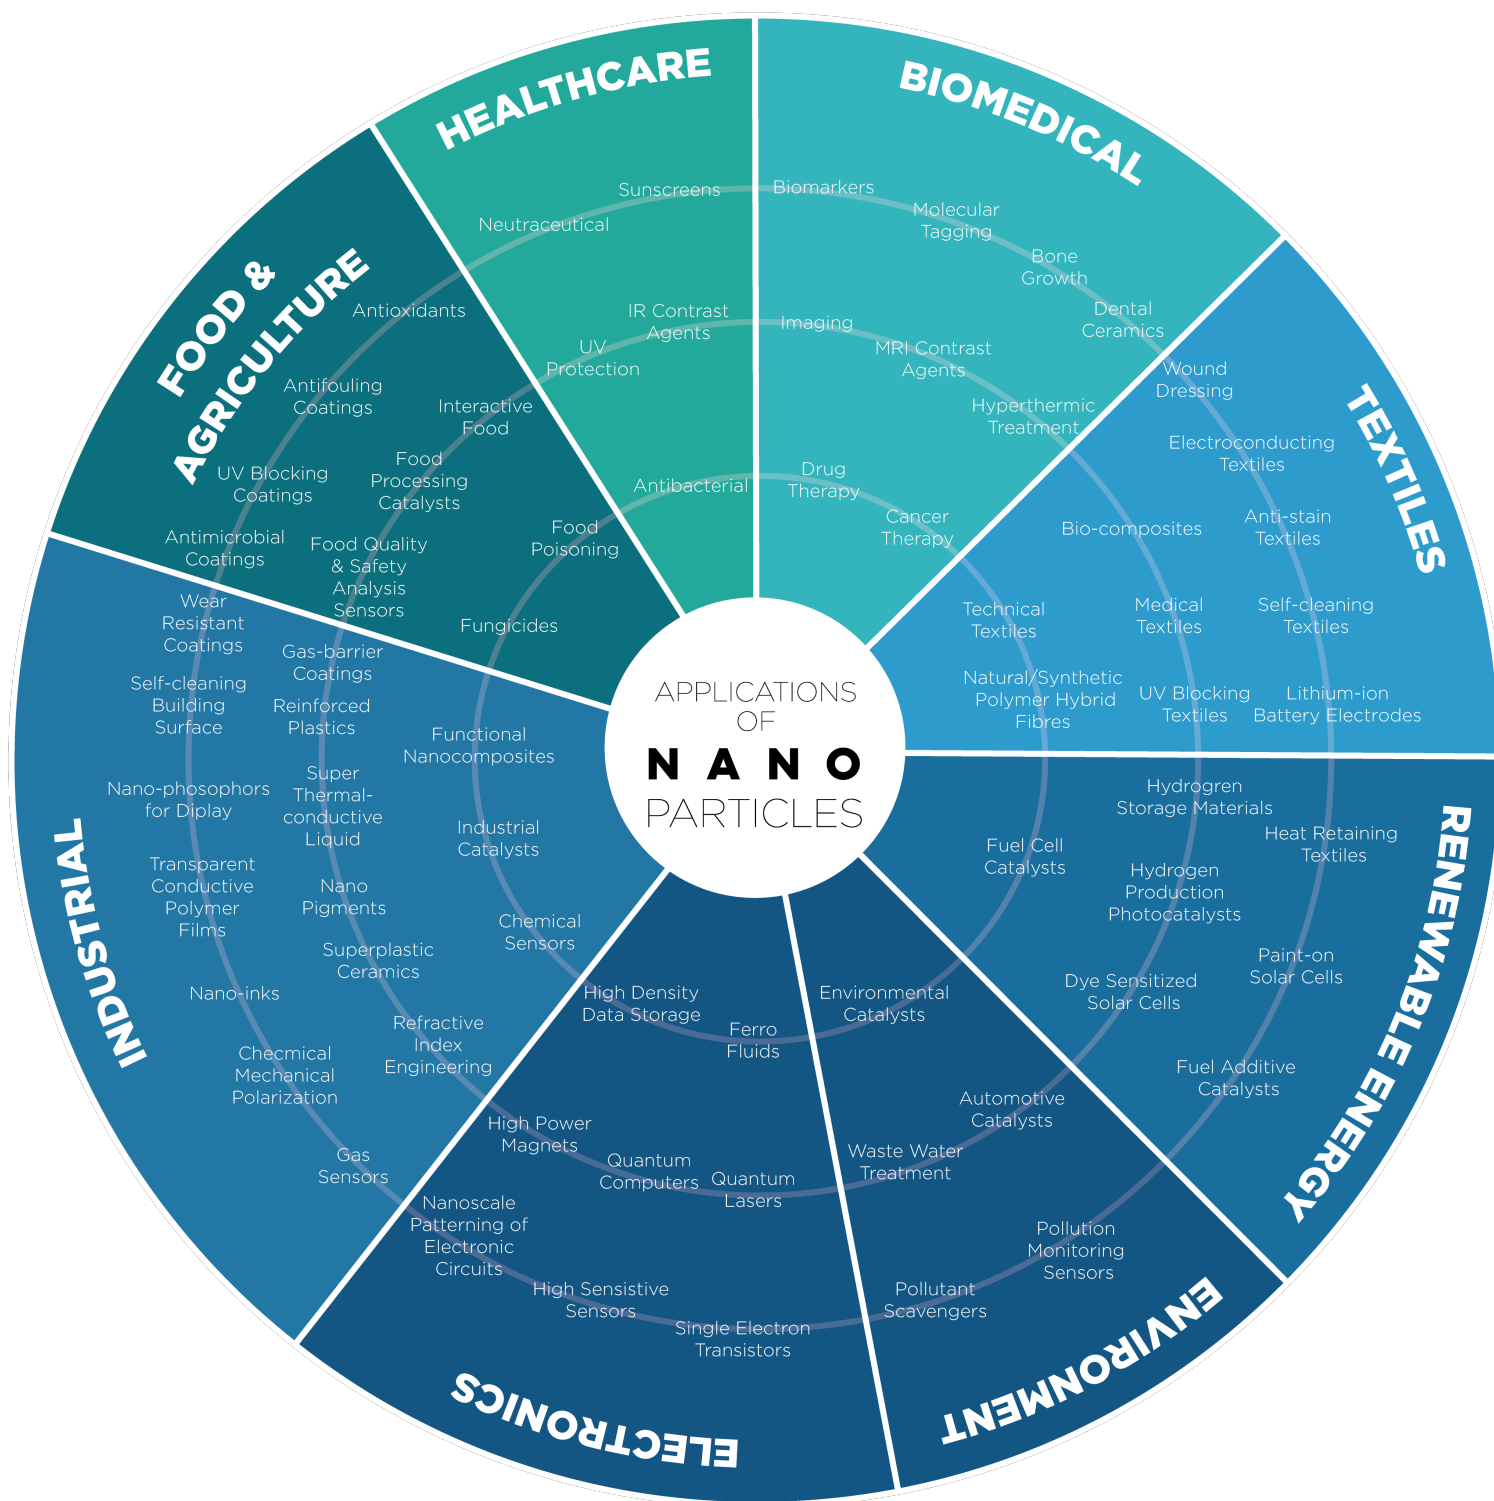 APPLICATIONS
OF
NANO
PARTICLES
HEALTHCARE
Sunscreens
Neutraceutical
IR Contrast
Agents
UV
Protection
Antibacterial
BIOMEDICAL
Biomarkers
Molecular
Tagging
Bone
Growth
Dental
Ceramics
Imaging
MRI Contrast
Agents
Hyperthermic
Treatment
Drug
Therapy
Cancer
Therapy
TEXTILES
Wound
Dressing
Electroconducting
Textiles
Anti-stain
Textiles
Self-cleaning
Textiles
Lithium-ion
Battery Electrodes
Bio-composites
Medical
Textiles
UV Blocking
Textiles
Technical
Textiles
Natural/Synthetic
Polymer Hybrid
Fibres
RENEWABLE ENERGY
Hydrogren
Storage Materials
Heat Retaining
Textiles
Fuel Cell
Catalysts
Hydrogen
Production
Photocatalysts
Paint-on
Solar Cells
Dye Sensitized
Solar Cells
Fuel Additive
Catalysts
ENVIRONMENT
Environmental
Catalysts
Automotive
Catalysts
Waste Water
Treatment
Pollution
Monitoring
Sensors
Pollutant
Scavengers
ELECTRONICS
High Density
Data Storage
Ferro
Fluids
High Power
Magnets
Quantum
Computers
Quantum
Lasers
Nanoscale
Patterning of
Electronic
Circuits
High Sensistive
Sensors
Single Electron
Transistors
INDUSTRIAL
Wear
Resistant
Coatings
Gas-barrier
Coatings
Self-cleaning
Building
Surface
Reinforced
Plastics
Functional
Nanocomposites
Nano-phosophors
for Diplay
Super
Thermal-
conductive
Liquid
Industrial
Catalysts
Transparent
Conductive
Polymer
Films
Nano
Pigments
Chemical
Sensors
Superplastic
Ceramics
Nano-inks
Refractive
Index
Engineering
Checmical
Mechanical
Polarization
Gas
Sensors
FOOD &
AGRICULTURE
Antioxidants
Antifouling
Coatings
Interactive
Food
UV Blocking
Coatings
Food
Processing
Catalysts
Antimicrobial
Coatings
Food Quality
& Safety
Analysis
Sensors
Food
Poisoning
Fungicides